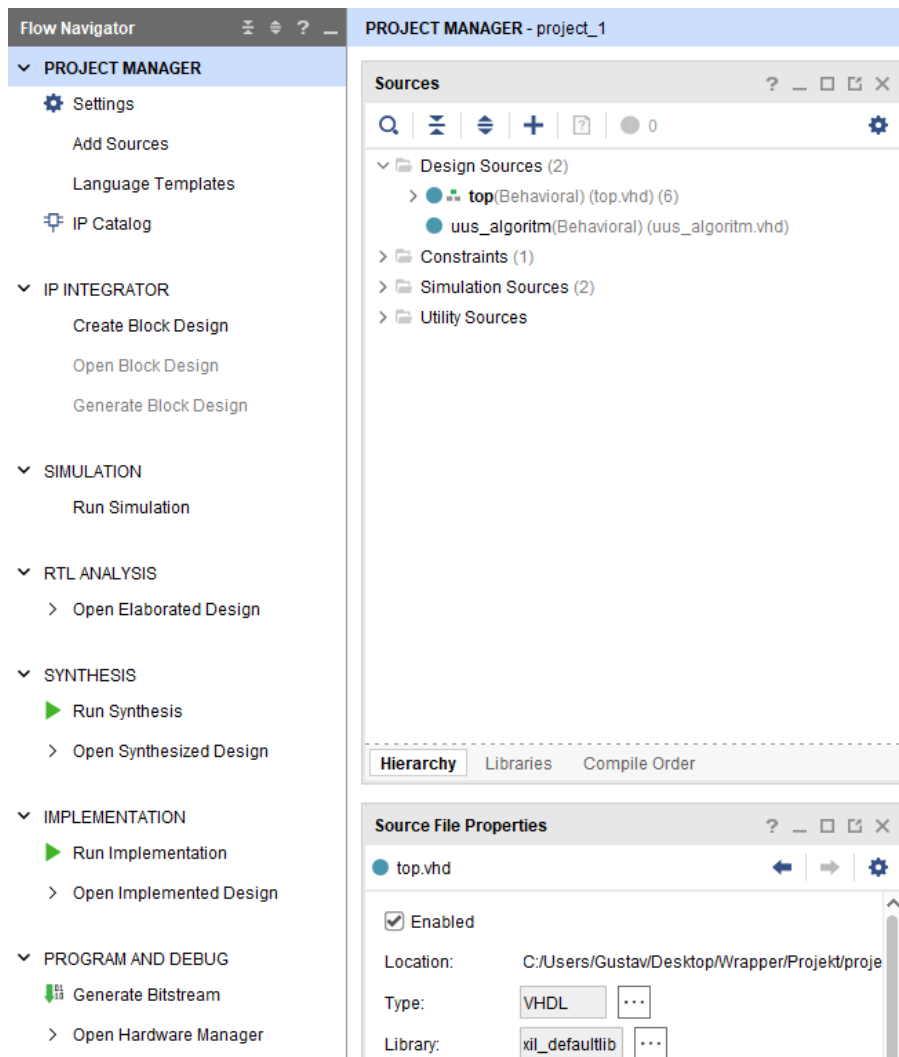 Flow Navigator
PROJECT MANAGER
Settings
Add Sources
Language Templates
IP Catalog
IP INTEGRATOR
Create Block Design
Open Block Design
Generate Block Design
SIMULATION
Run Simulation
RTL ANALYSIS
Open Elaborated Design
SYNTHESIS
Run Synthesis
Open Synthesized Design
IMPLEMENTATION
Run Implementation
Open Implemented Design
PROGRAM AND DEBUG
Generate Bitstream
Open Hardware Manager
PROJECT MANAGER - project_1
Sources
0
Design Sources (2)
top(Behavioral) (top.vhd) (6)
uus_algoritm(Behavioral) (uus_algoritm.vhd)
Constraints (1)
Simulation Sources (2)
Utility Sources
Hierarchy Libraries Compile Order
Source File Properties
top.vhd
Enabled
Location: C:/Users/Gustav/Desktop/Wrapper/Projekt/proje
Type: VHDL ...
Library: xil_defaultlib ...